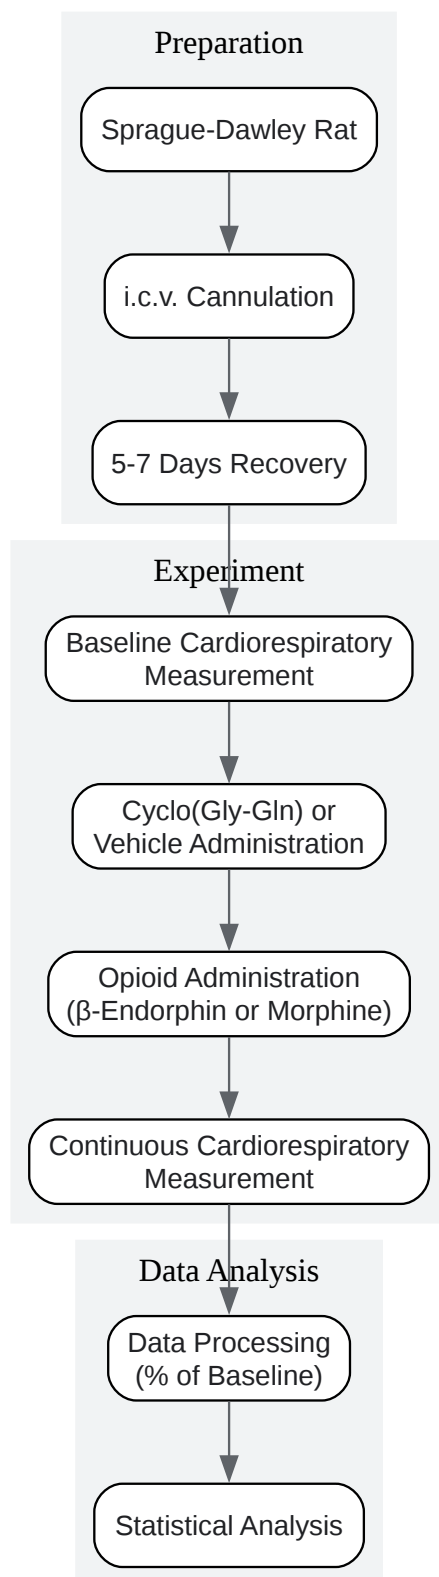 Preparation
Sprague-Dawley Rat
i.c.v. Cannulation
5-7 Days Recovery
Experiment
Baseline Cardiorespiratory
Measurement
Cyclo(Gly-Gln) or
Vehicle Administration
Opioid Administration
(β-Endorphin or Morphine)
Continuous Cardiorespiratory
Measurement
Data Analysis
Data Processing
(% of Baseline)
Statistical Analysis